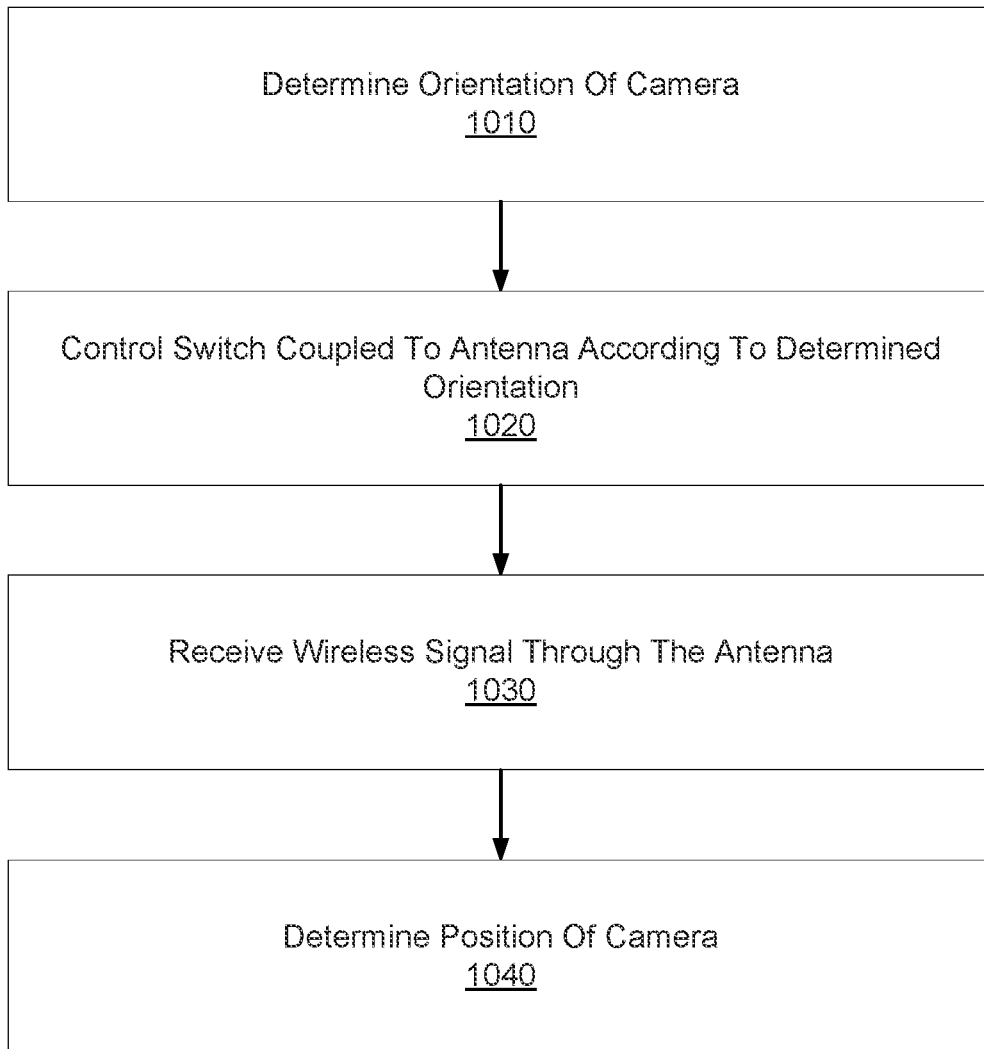 Determine Orientation Of Camera
1010
Control Switch Coupled To Antenna According To Determined
Orientation
1020
Receive Wireless Signal Through The Antenna
1030
Determine Position Of Camera
1040